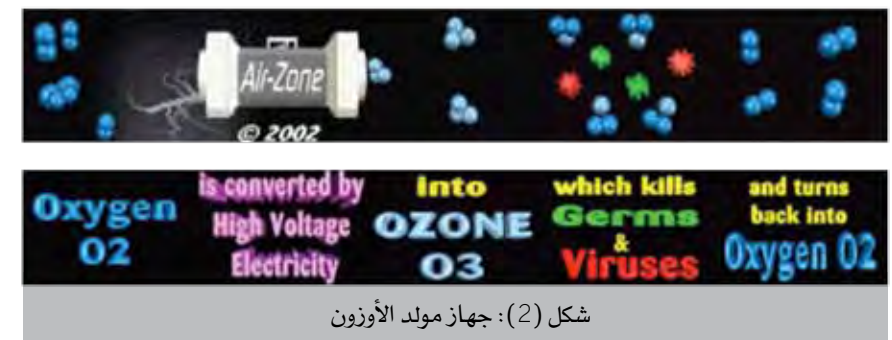 Air-Zone
© 2002
Oxygen
O2
is converted by
High Voltage
Electricity
into
OZONE
O3
which kills
Germs
&
Viruses
and turns
back into
Oxygen O2
شكل (2): جهاز مولد الأوزون